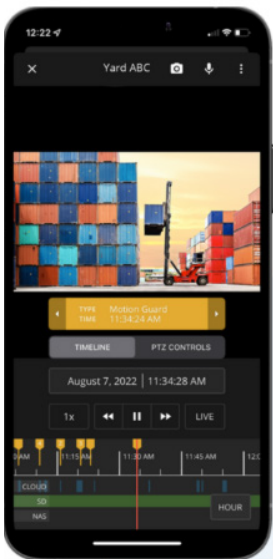 12:22
Yard ABC
TYPE Motion Guard
TIME 11:34:24 AM
TIMELINE PTZ CONTROLS
August 7, 2022 | 11:34:28 AM
1x LIVE
11:15 AM 11:30 AM 11:45 AM 12:0
CLOUD
SD
NAS
HOUR